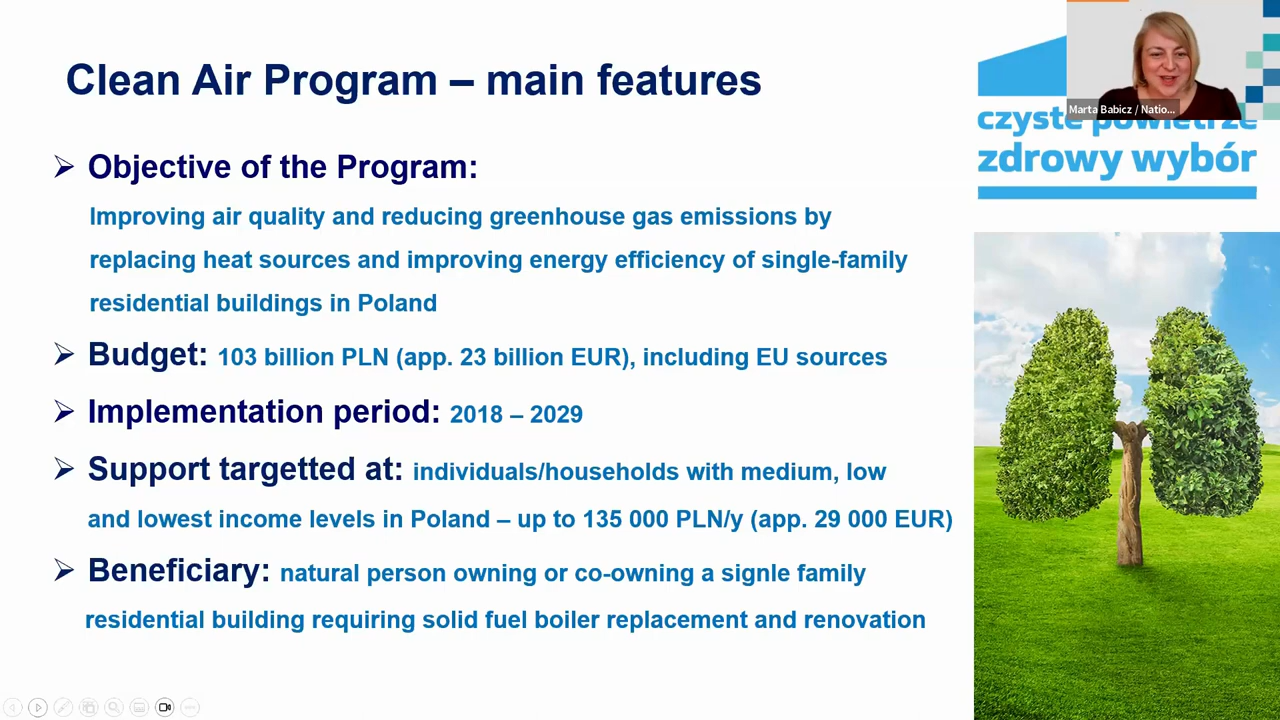 Clean Air Program – main features
Objective of the Program:
Improving air quality and reducing greenhouse gas emissions by
replacing heat sources and improving energy efficiency of single-family
residential buildings in Poland
Budget: 103 billion PLN (app. 23 billion EUR), including EU sources
Implementation period: 2018 – 2029
Support targetted at: individuals/households with medium, low
and lowest income levels in Poland – up to 135 000 PLN/y (app. 29 000 EUR)
Beneficiary: natural person owning or co-owning a signle family
residential building requiring solid fuel boiler replacement and renovation
Marta Babicz / Natio...
czyste powietrze
zdrowy wybór